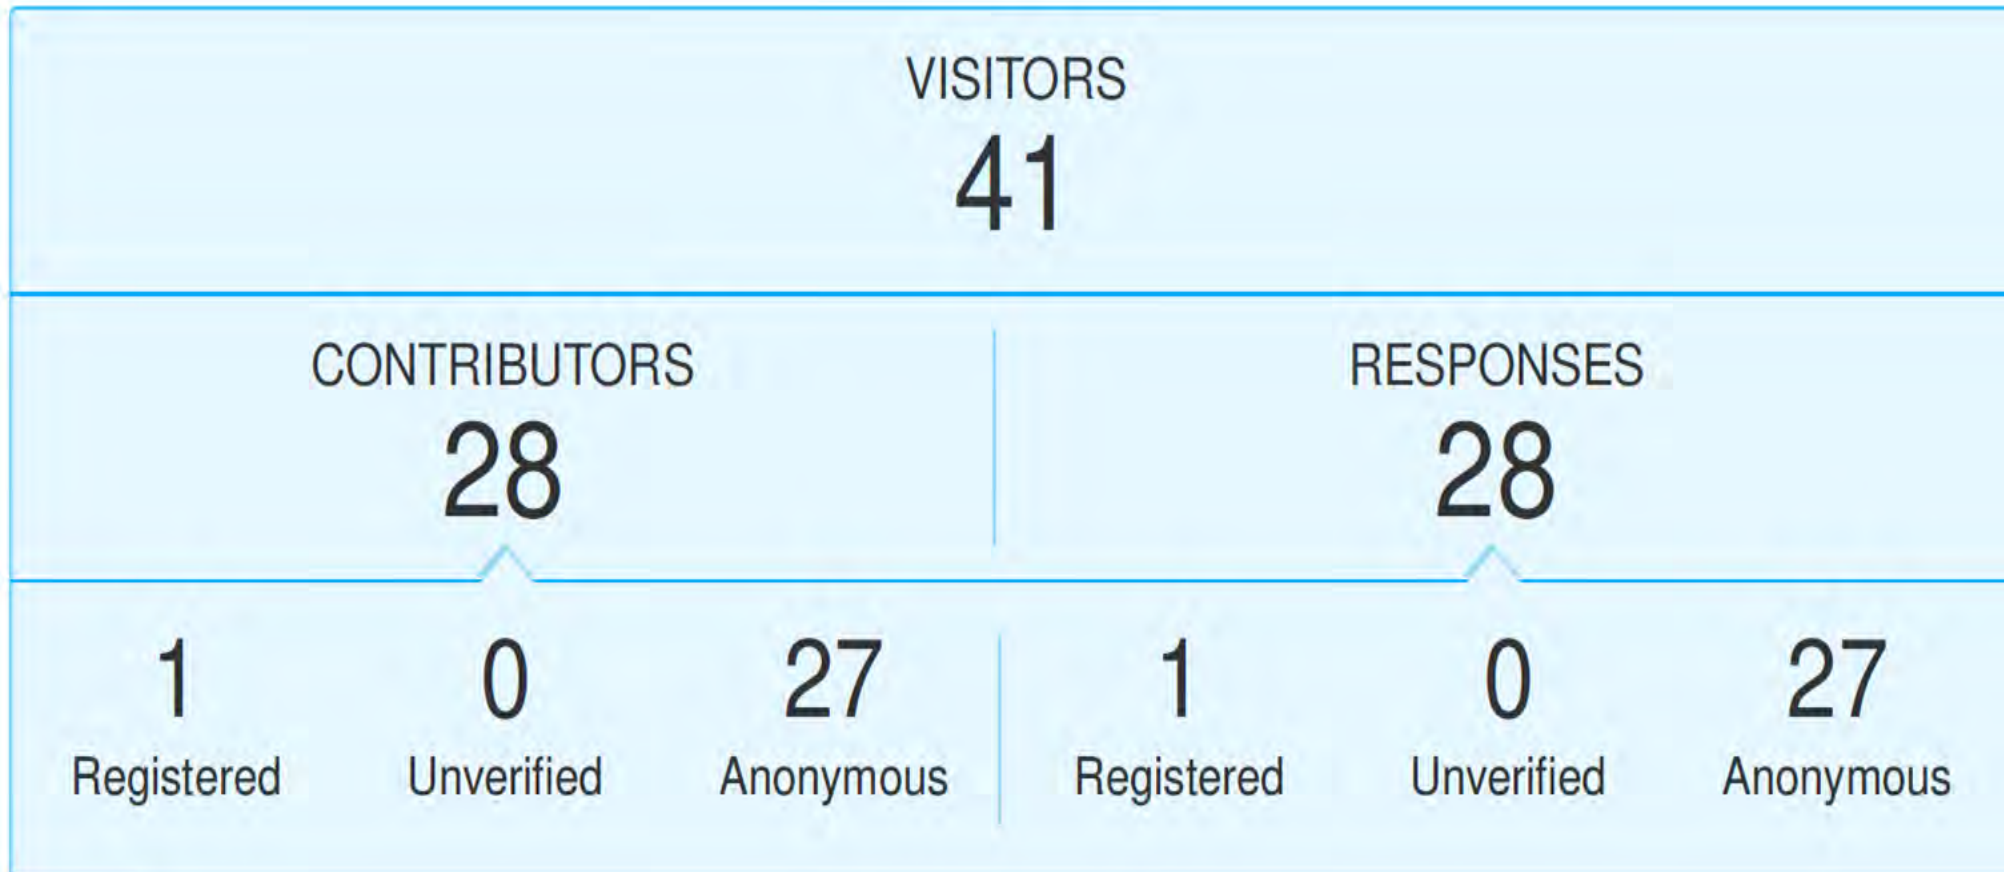 VISITORS
41
CONTRIBUTORS RESPONSES
28 28
1 0 27 1 0 27
Registered Unverified Anonymous Registered Unverified Anonymous